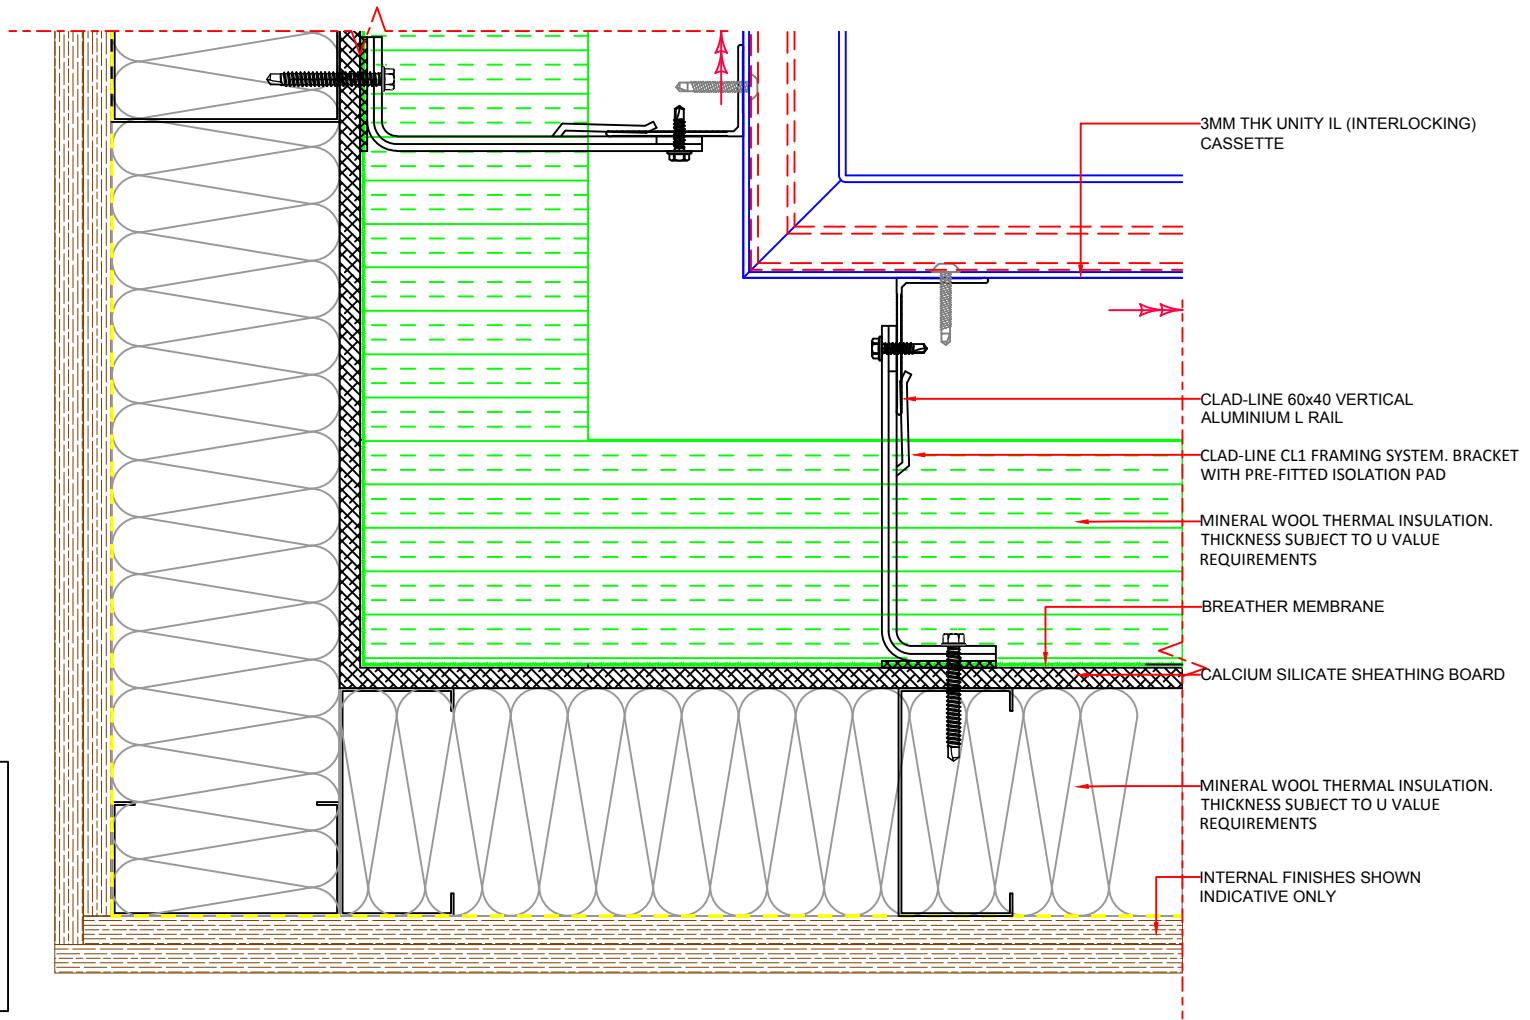 3MM THK UNITY IL (INTERLOCKING)
CASSETTE
CLAD-LINE 60x40 VERTICAL
ALUMINIUM L RAIL
CLAD-LINE CL1 FRAMING SYSTEM. BRACKET
WITH PRE-FITTED ISOLATION PAD
MINERAL WOOL THERMAL INSULATION.
THICKNESS SUBJECT TO U VALUE
REQUIREMENTS
BREATHER MEMBRANE
CALCIUM SILICATE SHEATHING BOARD
MINERAL WOOL THERMAL INSULATION.
THICKNESS SUBJECT TO U VALUE
REQUIREMENTS
INTERNAL FINISHES SHOWN
INDICATIVE ONLY